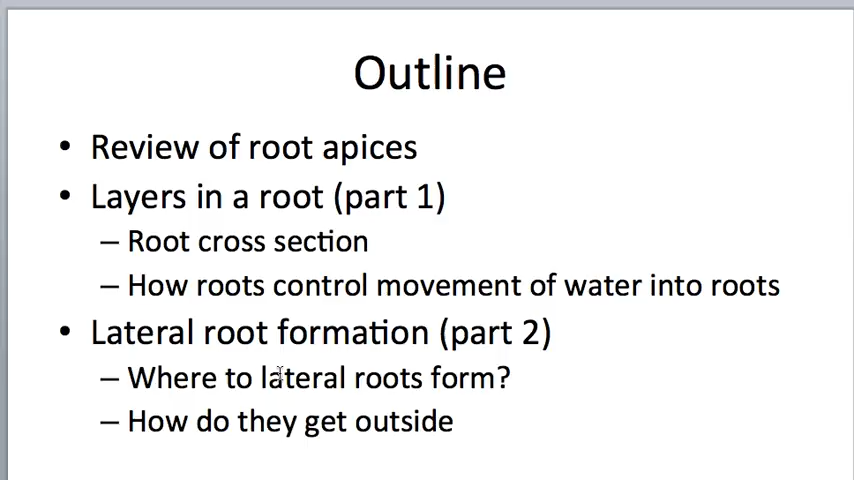 Outline
• Review of root apices
• Layers in a root (part 1)
– Root cross section
– How roots control movement of water into roots
• Lateral root formation (part 2)
– Where to lateral roots form?
– How do they get outside